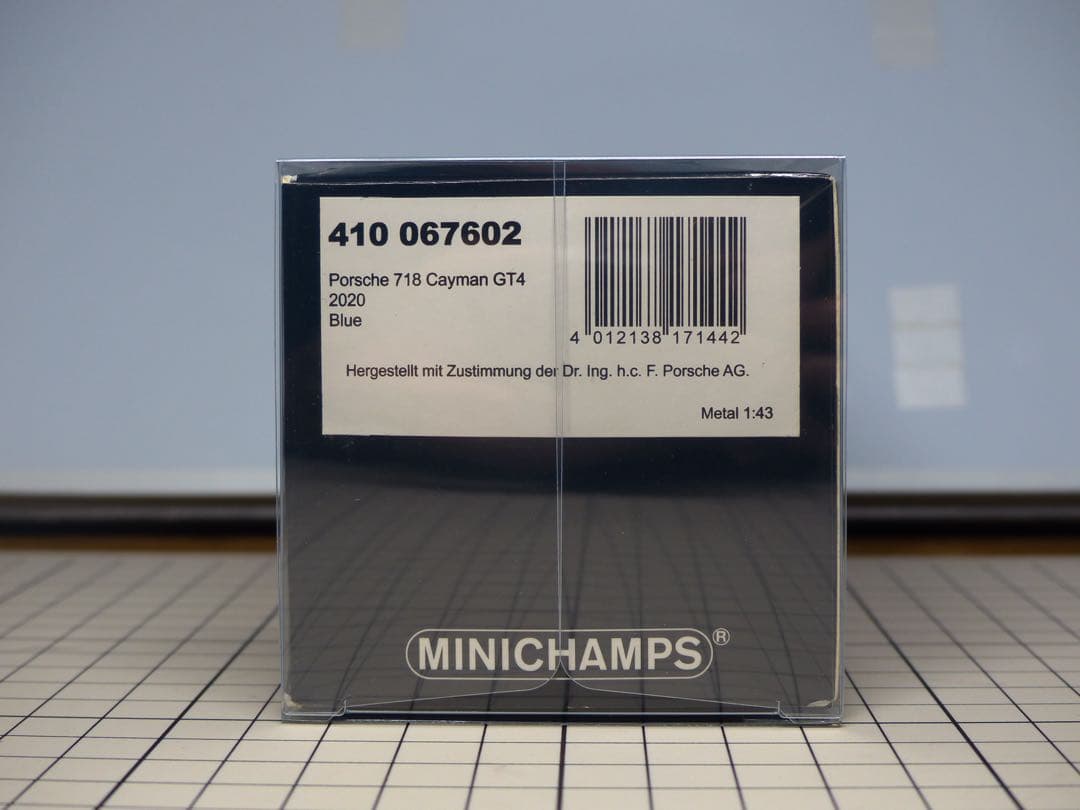 410 067602
Porsche 718 Cayman GT4
2020
Blue
4 012138 171442
Hergestellt mit Zustimmung der Dr. Ing. h.c. F. Porsche AG.
Metal 1:43
MINICHAMPS®